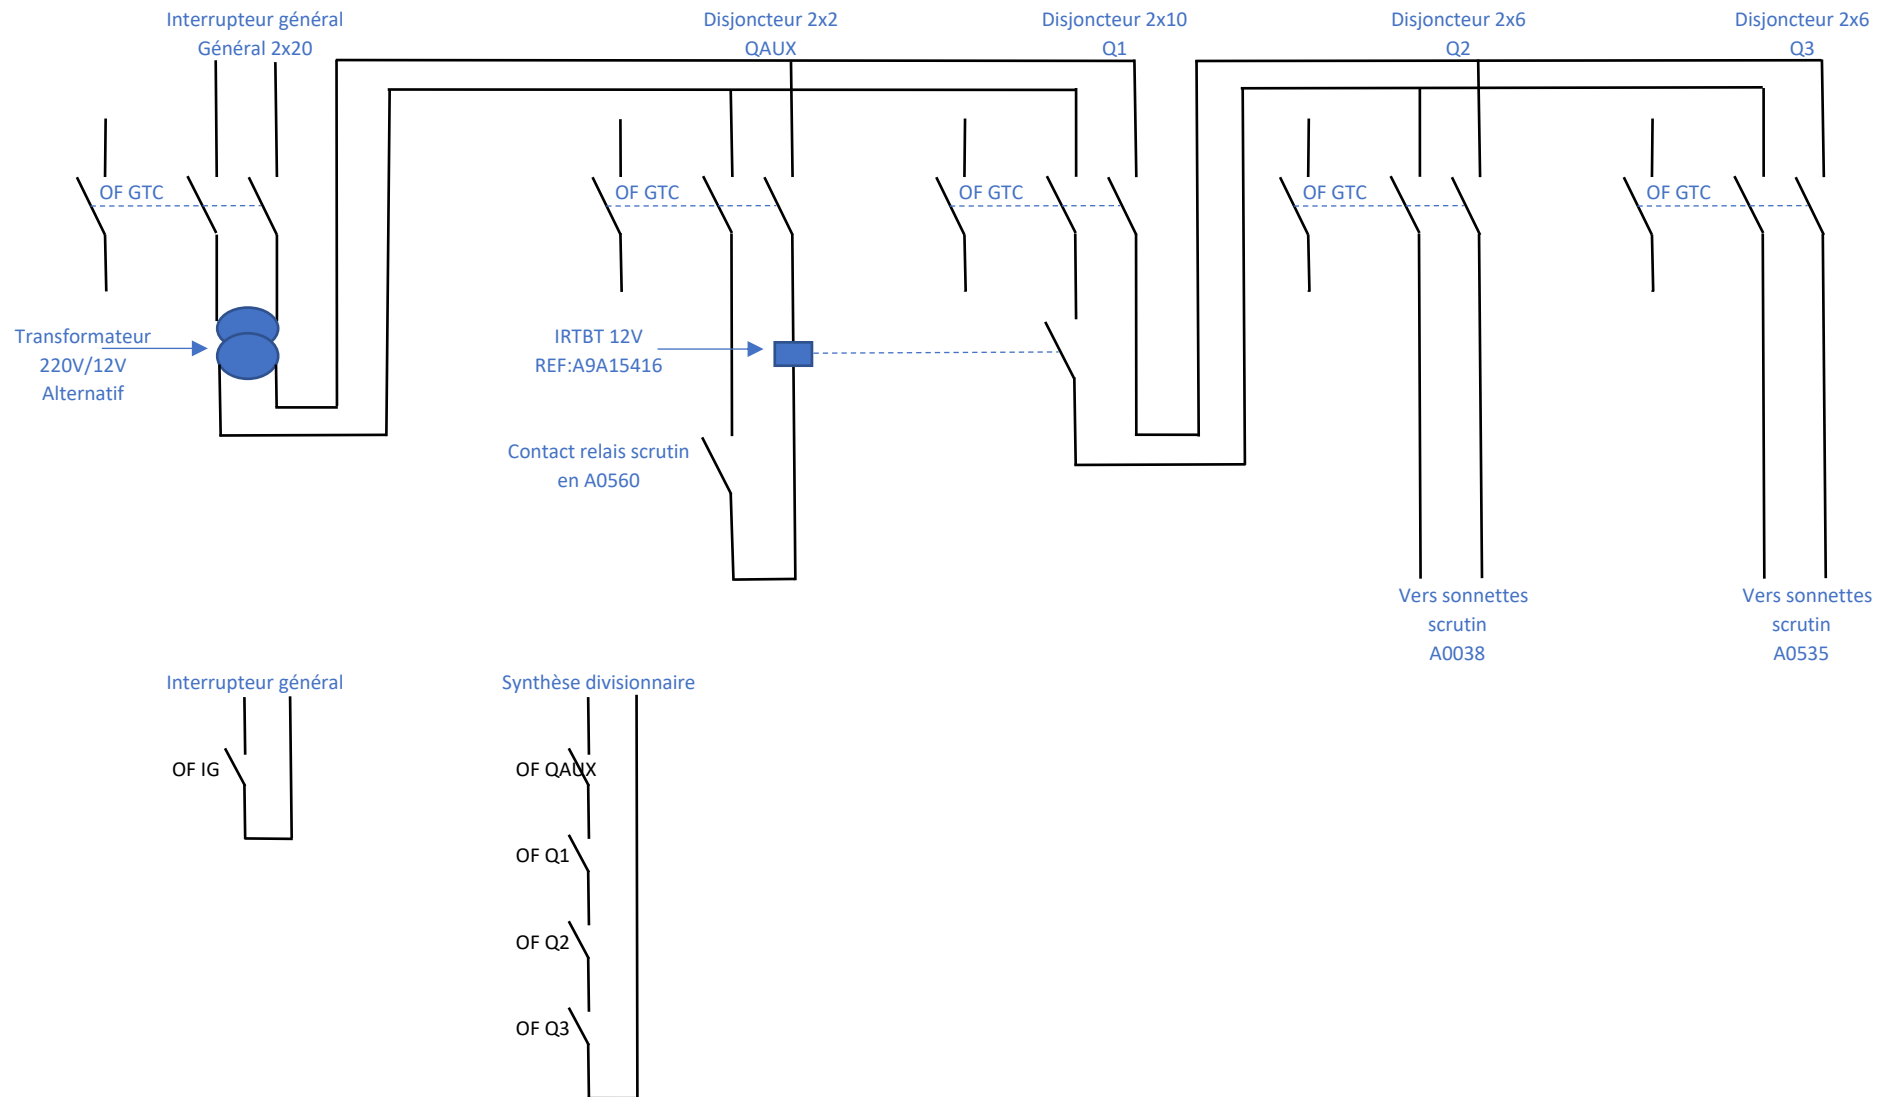 Interrupteur général
Général 2x20
Disjoncteur 2x2
QAUX
Disjoncteur 2x10
Q1
Disjoncteur 2x6
Q2
Disjoncteur 2x6
Q3
OF GTC
OF GTC
OF GTC
OF GTC
OF GTC
Transformateur
220V/12V
Alternatif
IRTBT 12V
REF:A9A15416
Contact relais scrutin
en A0560
Vers sonnettes
scrutin
A0038
Vers sonnettes
scrutin
A0535
Interrupteur général
OF IG
Synthèse divisionnaire
OF QAUX
OF Q1
OF Q2
OF Q3